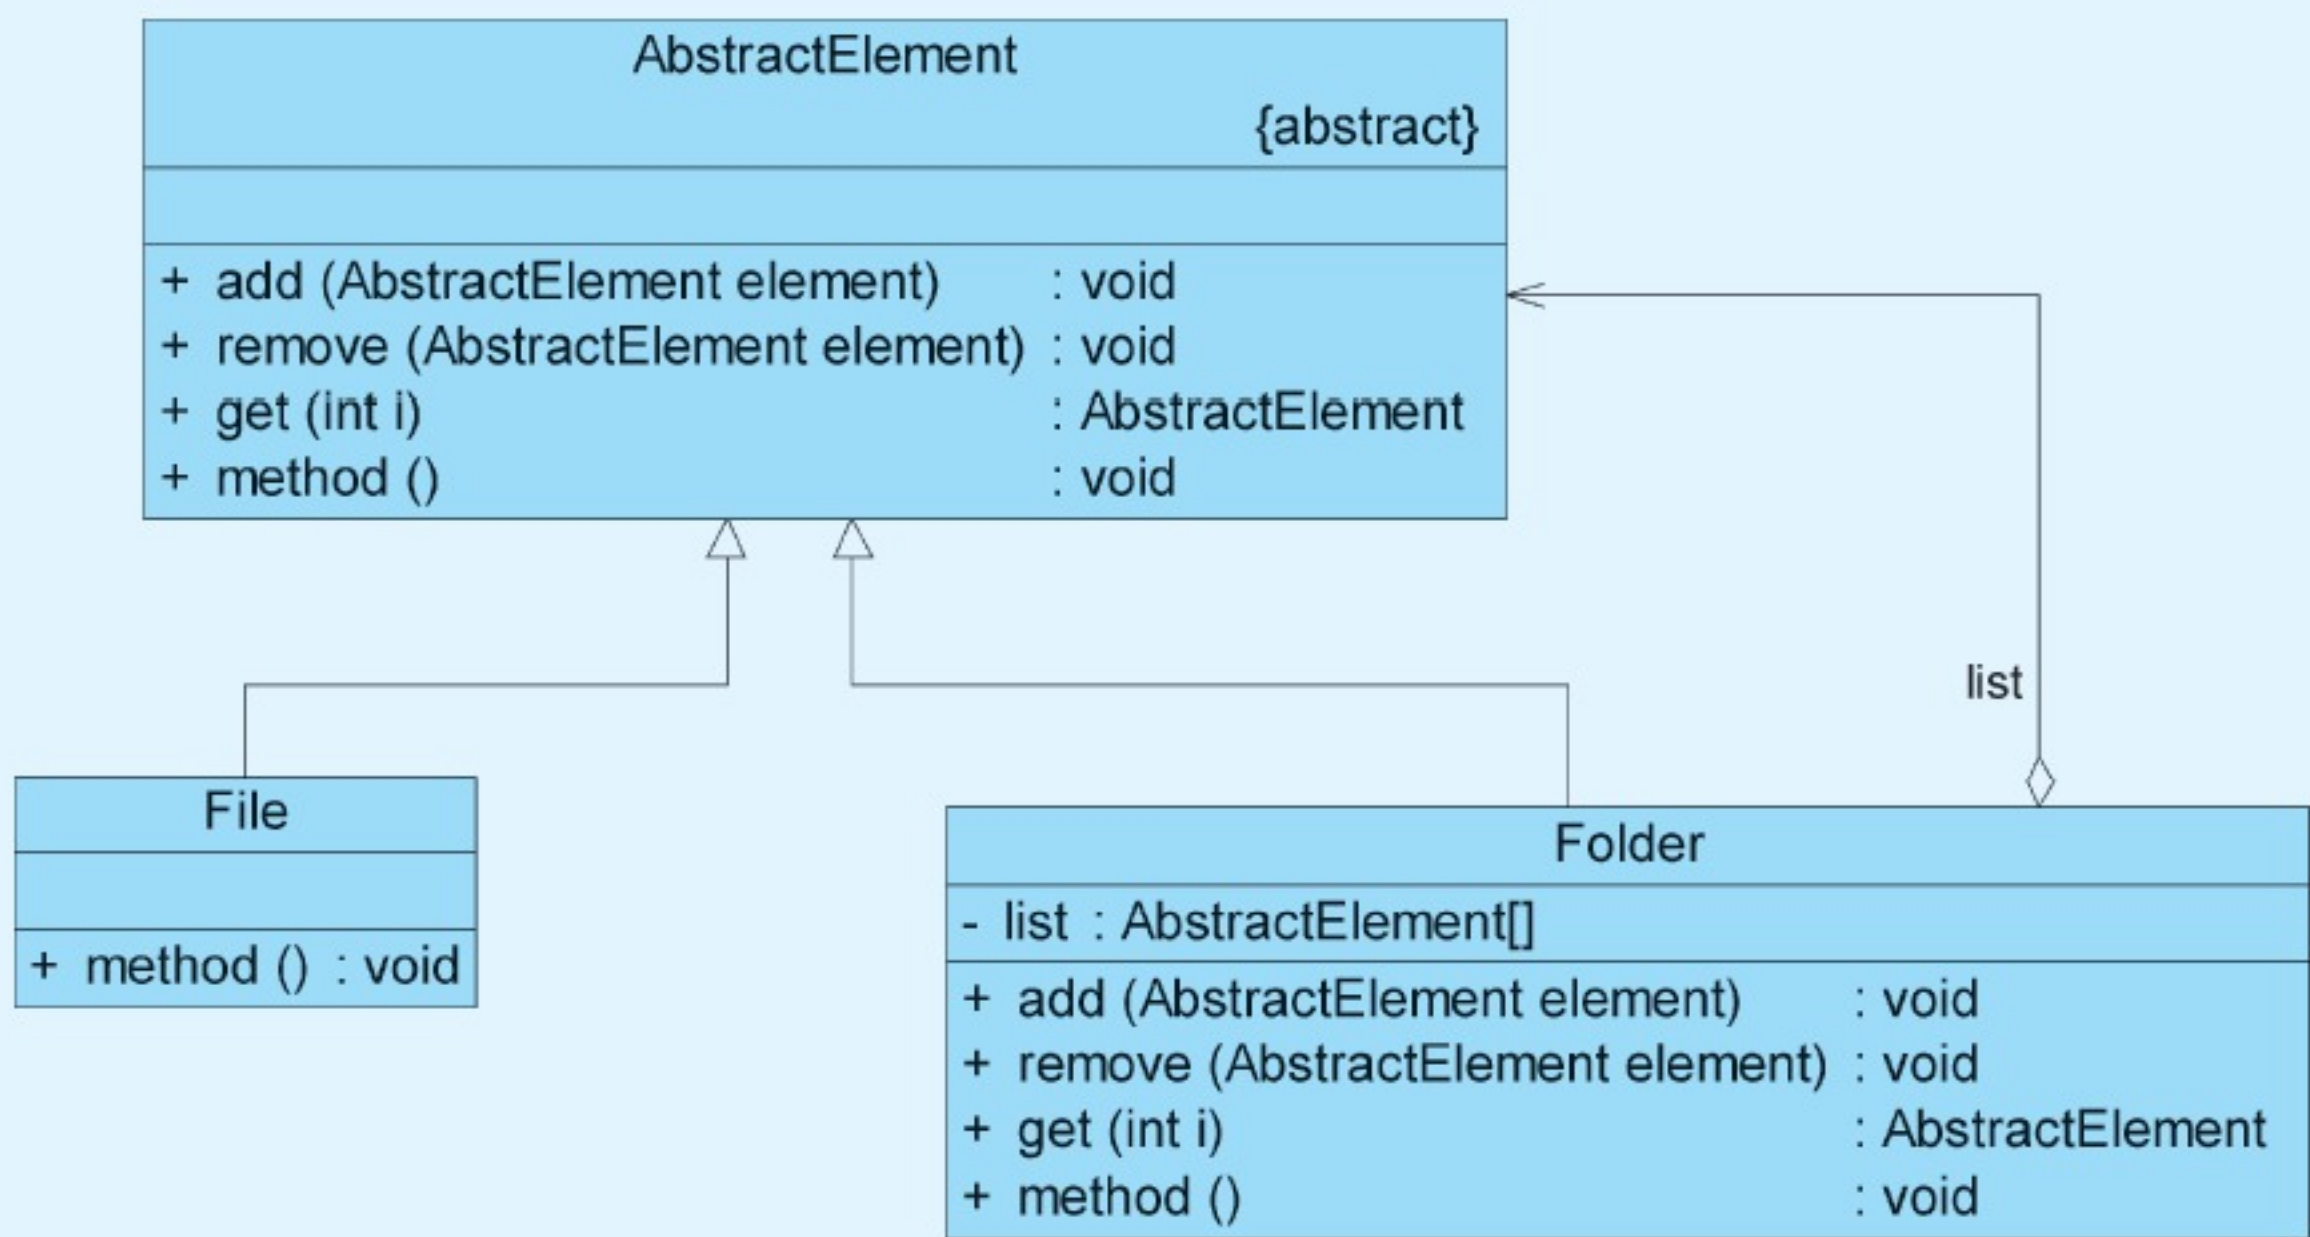 AbstractElement
{abstract}
+ add (AbstractElement element) : void
+ remove (AbstractElement element) : void
+ get (int i) : AbstractElement
+ method () : void
list
File
+ method () : void
Folder
- list : AbstractElement[]
+ add (AbstractElement element) : void
+ remove (AbstractElement element) : void
+ get (int i) : AbstractElement
+ method () : void